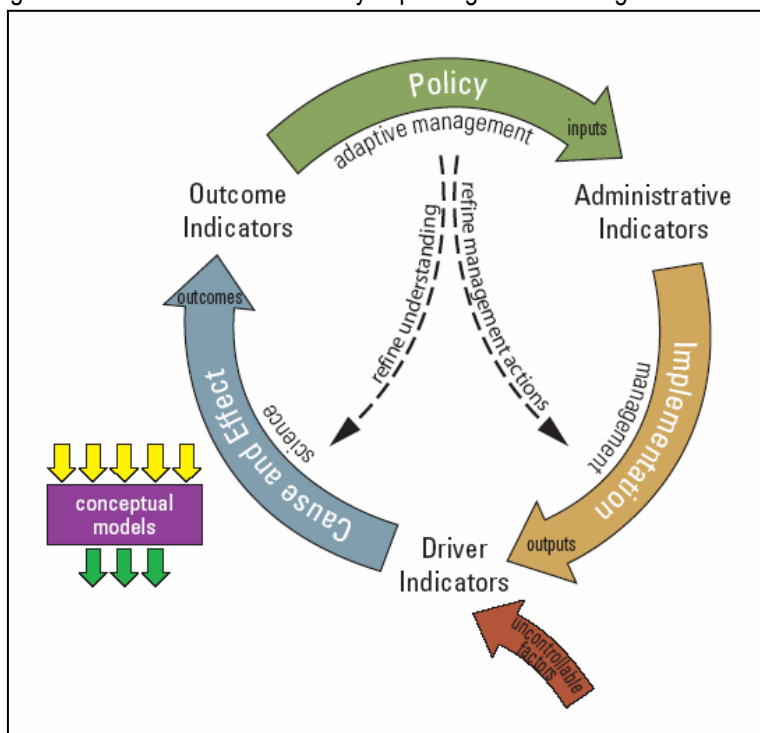 Policy
adaptive management
inputs
Outcome
Indicators
Administrative
Indicators
refine understanding
refine management actions
outcomes
Cause and Effect
science
Implementation
management
conceptual
models
outputs
Driver
Indicators
uncontrollable
factors